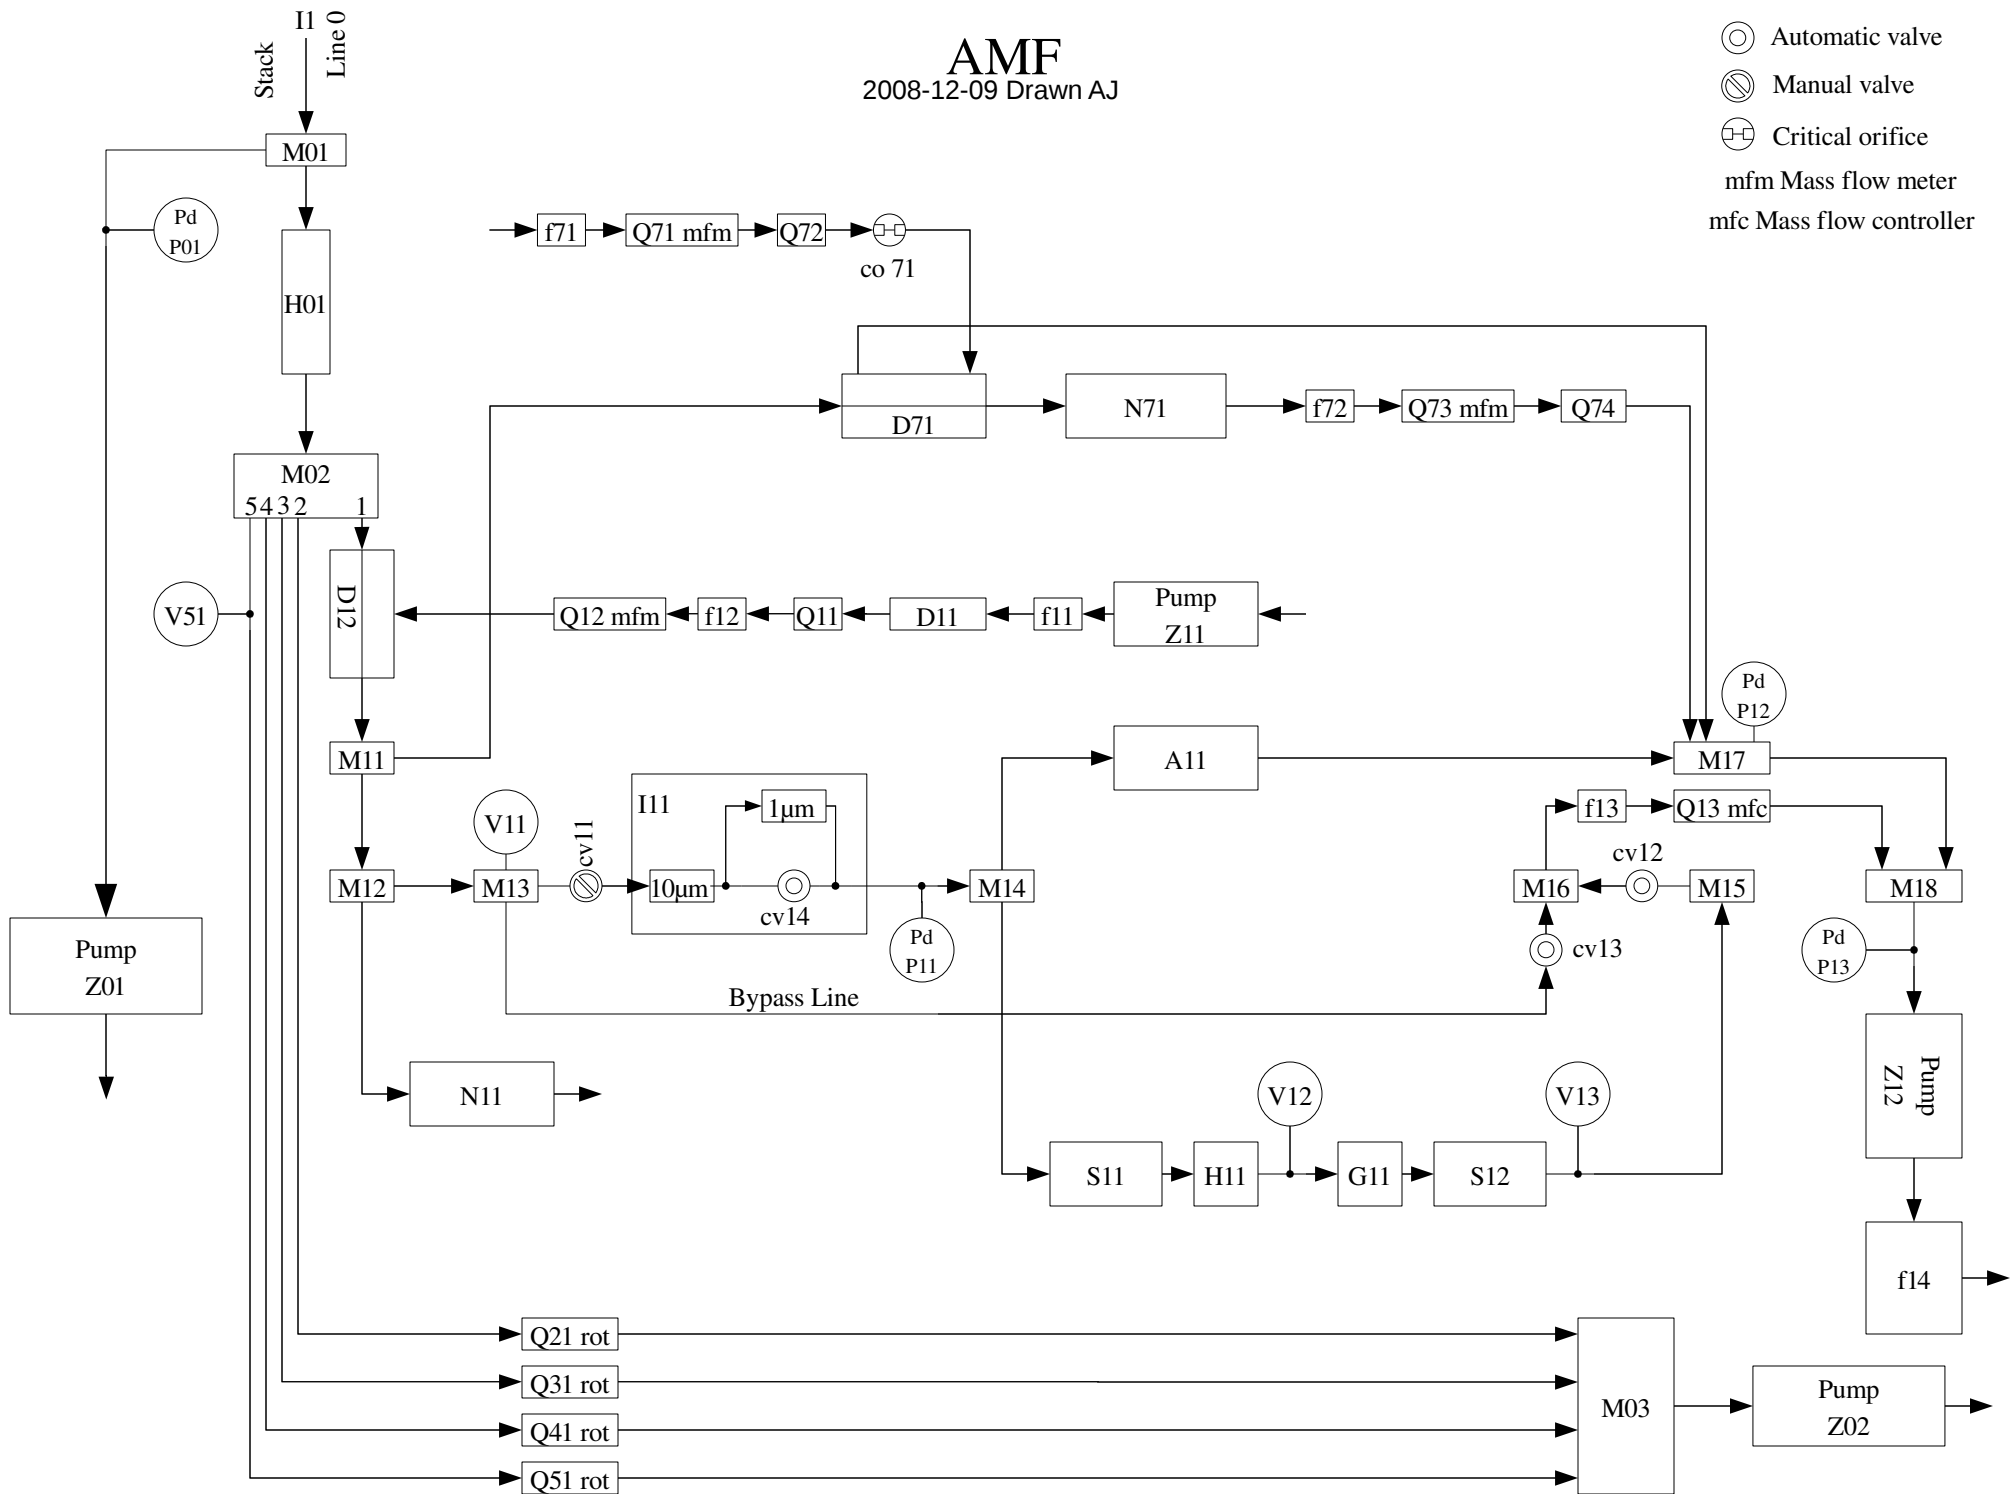 I1
Line 0
Stack
AMF
2008-12-09 Drawn AJ
Automatic valve
Manual valve
Critical orifice
mfm Mass flow meter
mfc Mass flow controller
M01
Pd
P01
H01
f71
Q71 mfm
Q72
co 71
D71
N71
f72
Q73 mfm
Q74
M02
5 4 3 2 1
V51
D12
Q12 mfm
f12
Q11
D11
f11
Pump
Z11
M11
Pd
P12
M17
A11
I11
1µm
V11
cv11
f13
Q13 mfc
cv12
M12
M13
10µm
cv14
M14
M16
M15
M18
Pd
P11
cv13
Pd
P13
Pump
Z01
Bypass Line
Pump
Z12
N11
V12
V13
S11
H11
G11
S12
f14
Q21 rot
Q31 rot
Q41 rot
Q51 rot
M03
Pump
Z02